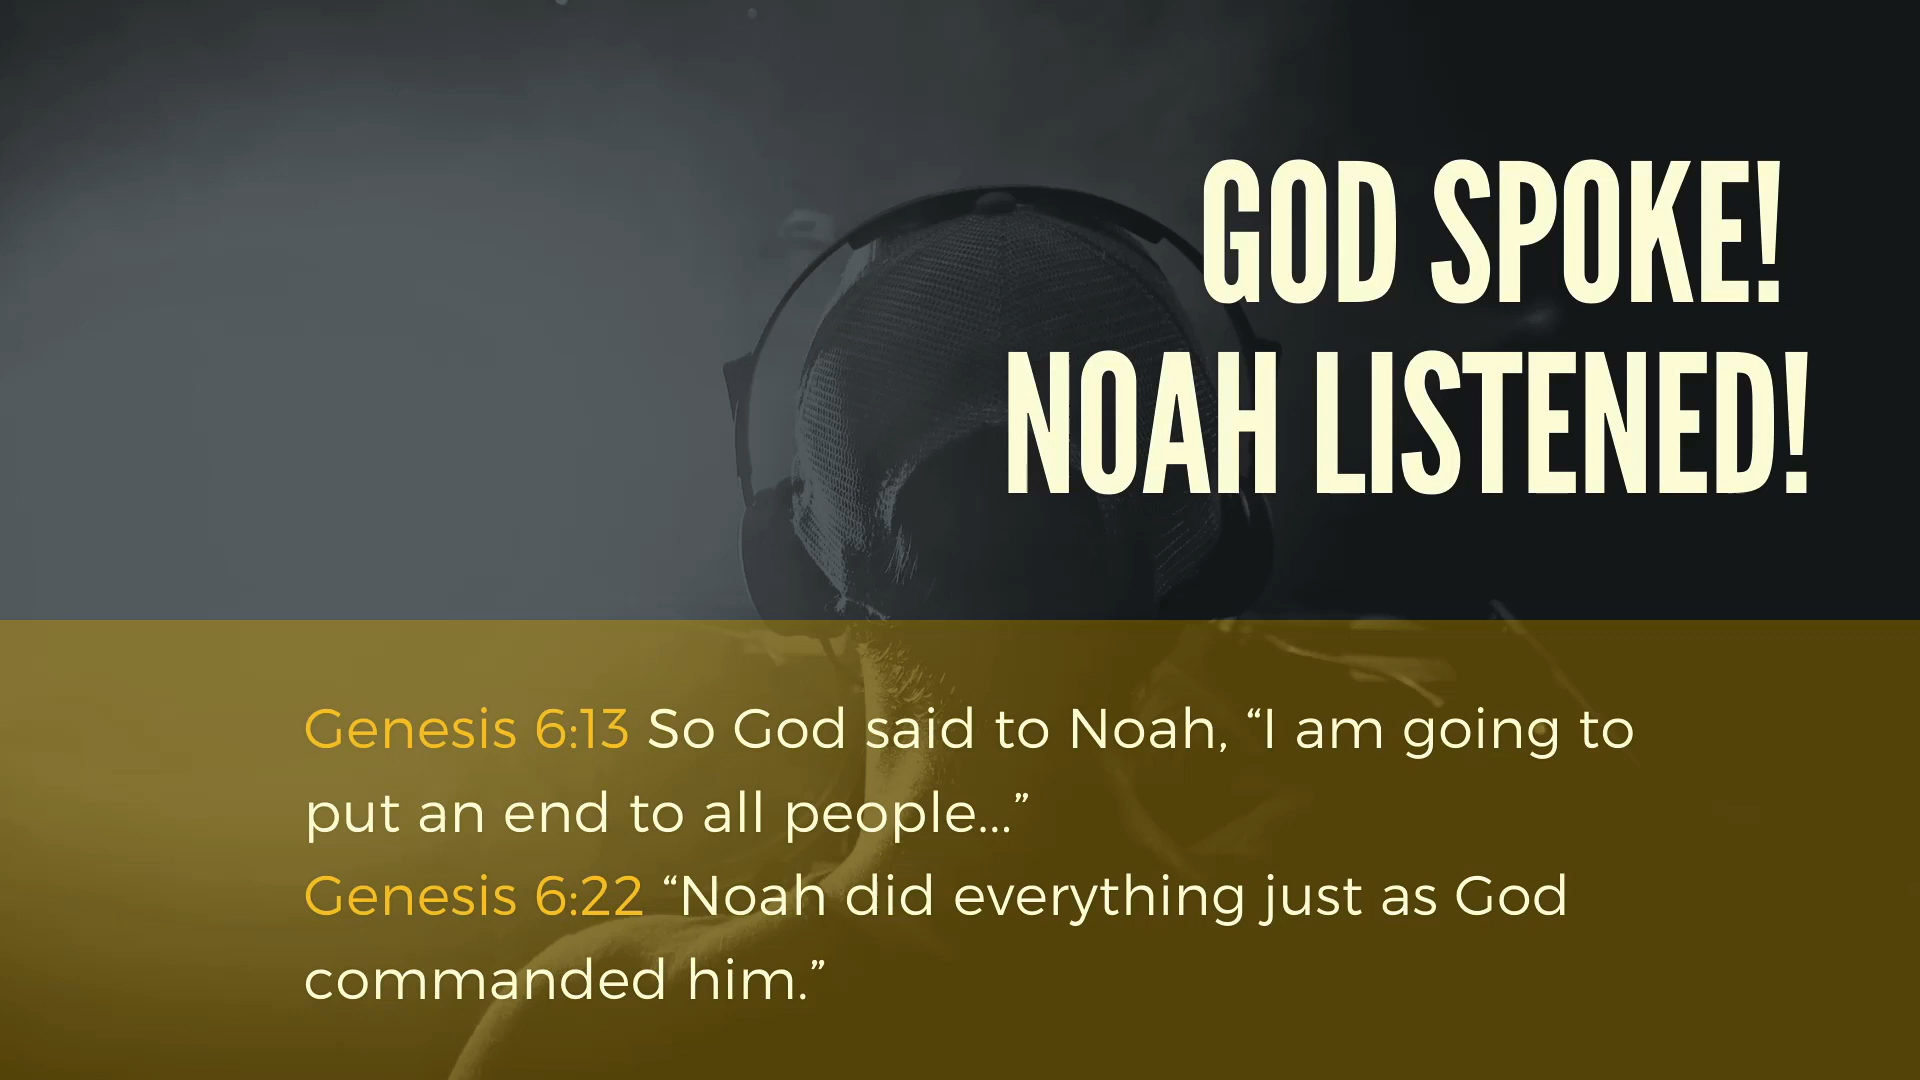 GOD SPOKE!
NOAH LISTENED!
Genesis 6:13 So God said to Noah, “I am going to
put an end to all people...”
Genesis 6:22 “Noah did everything just as God
commanded him.”